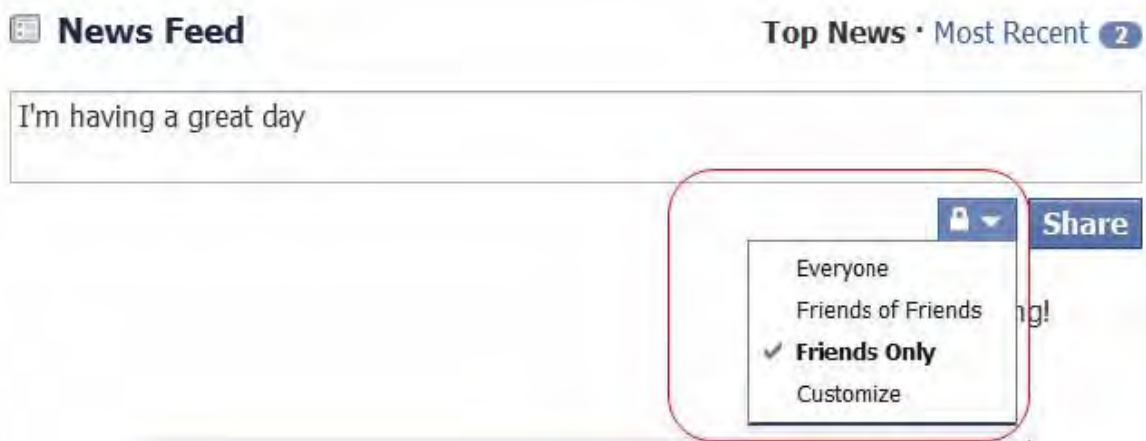 News Feed
Top News · Most Recent 2
I'm having a great day
Share
Everyone
Friends of Friends
Friends Only
Customize